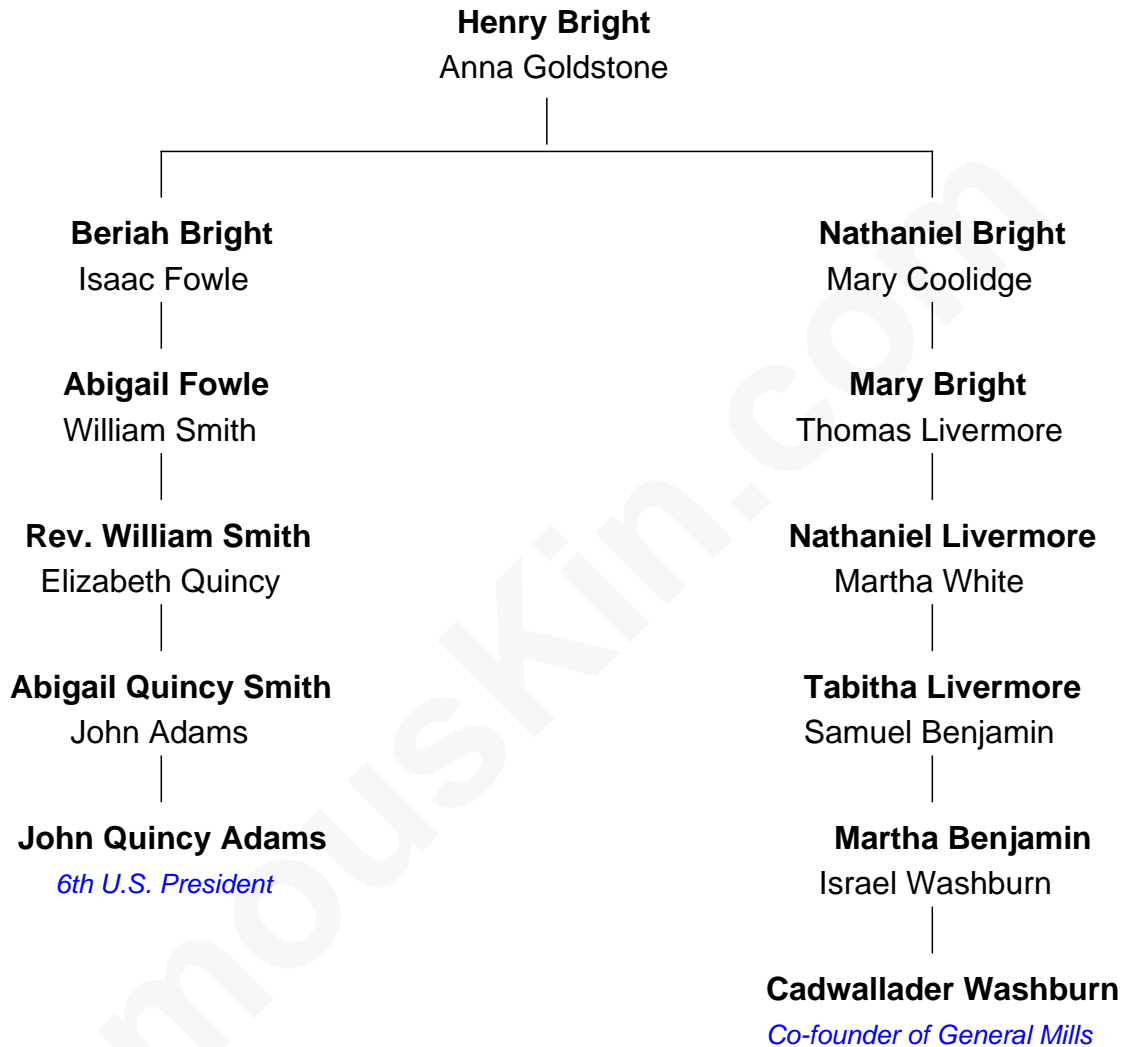 Henry Bright
Anna Goldstone
Beriah Bright
Isaac Fowle
Nathaniel Bright
Mary Coolidge
Abigail Fowle
William Smith
Mary Bright
Thomas Livermore
Rev. William Smith
Elizabeth Quincy
Nathaniel Livermore
Martha White
Abigail Quincy Smith
John Adams
Tabitha Livermore
Samuel Benjamin
John Quincy Adams
6th U.S. President
Martha Benjamin
Israel Washburn
Cadwallader Washburn
Co-founder of General Mills
mousKin.com